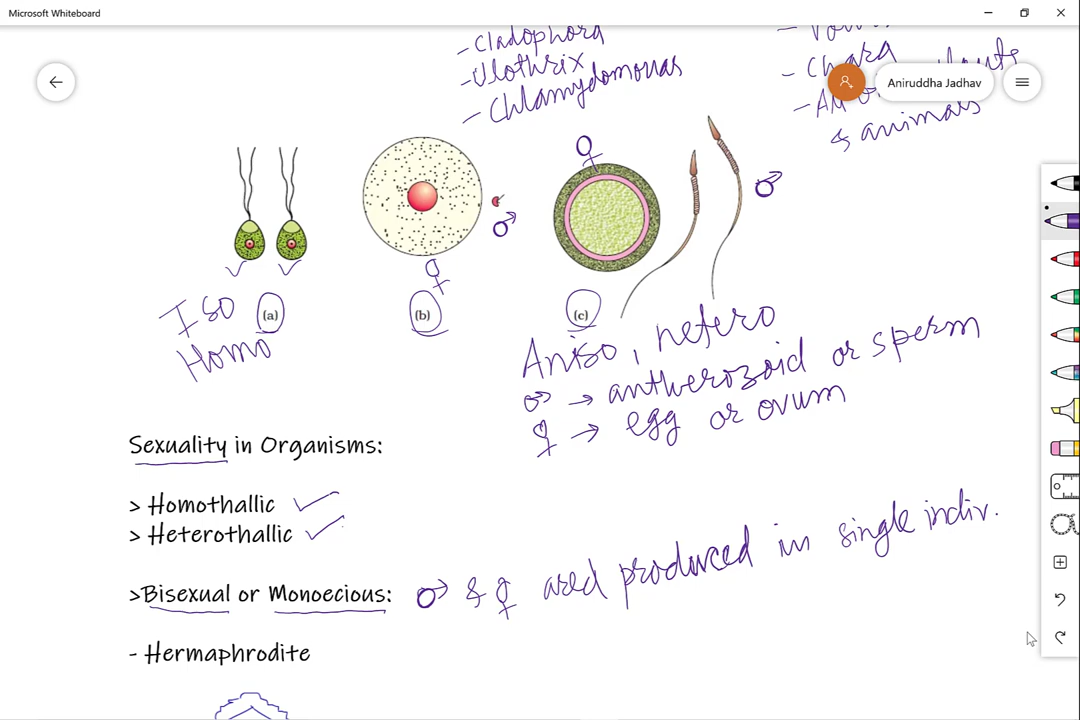 Microsoft Whiteboard
- Cladophora
- Ulothrix
- Chlamydomonas
- Chara
& animals
Aniruddha Jadhav
♀
♂
♀
♂
Iso (a)
Homo
(b)
(c)
Aniso, hetero
♂ → antherozoid or sperm
♀ → egg or ovum
Sexuality in Organisms:
> Homothallic
> Heterothallic
>Bisexual or Monoecious: ♂ & ♀ ared produced in single indiv.
- Hermaphrodite